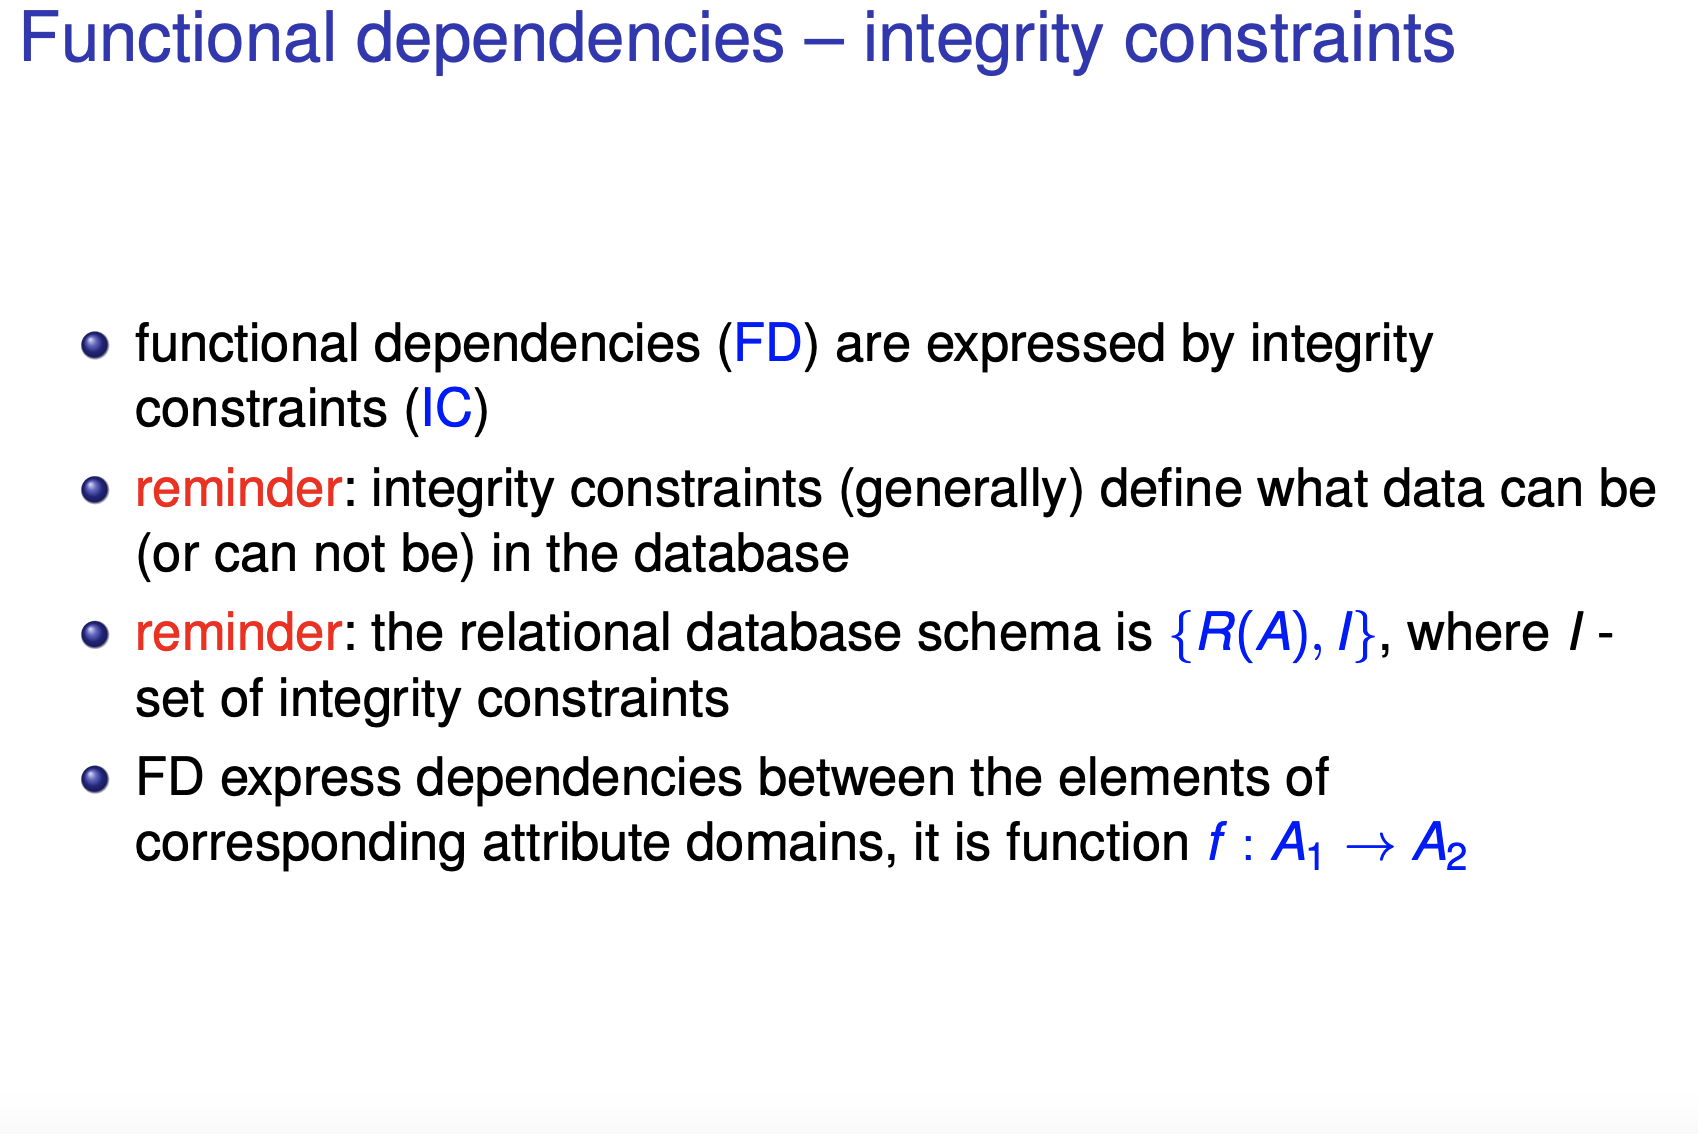 Functional dependencies – integrity constraints
functional dependencies (FD) are expressed by integrity
constraints (IC)
reminder: integrity constraints (generally) define what data can be
(or can not be) in the database
reminder: the relational database schema is {R(A), I}, where I -
set of integrity constraints
FD express dependencies between the elements of
corresponding attribute domains, it is function f : A₁ → A₂